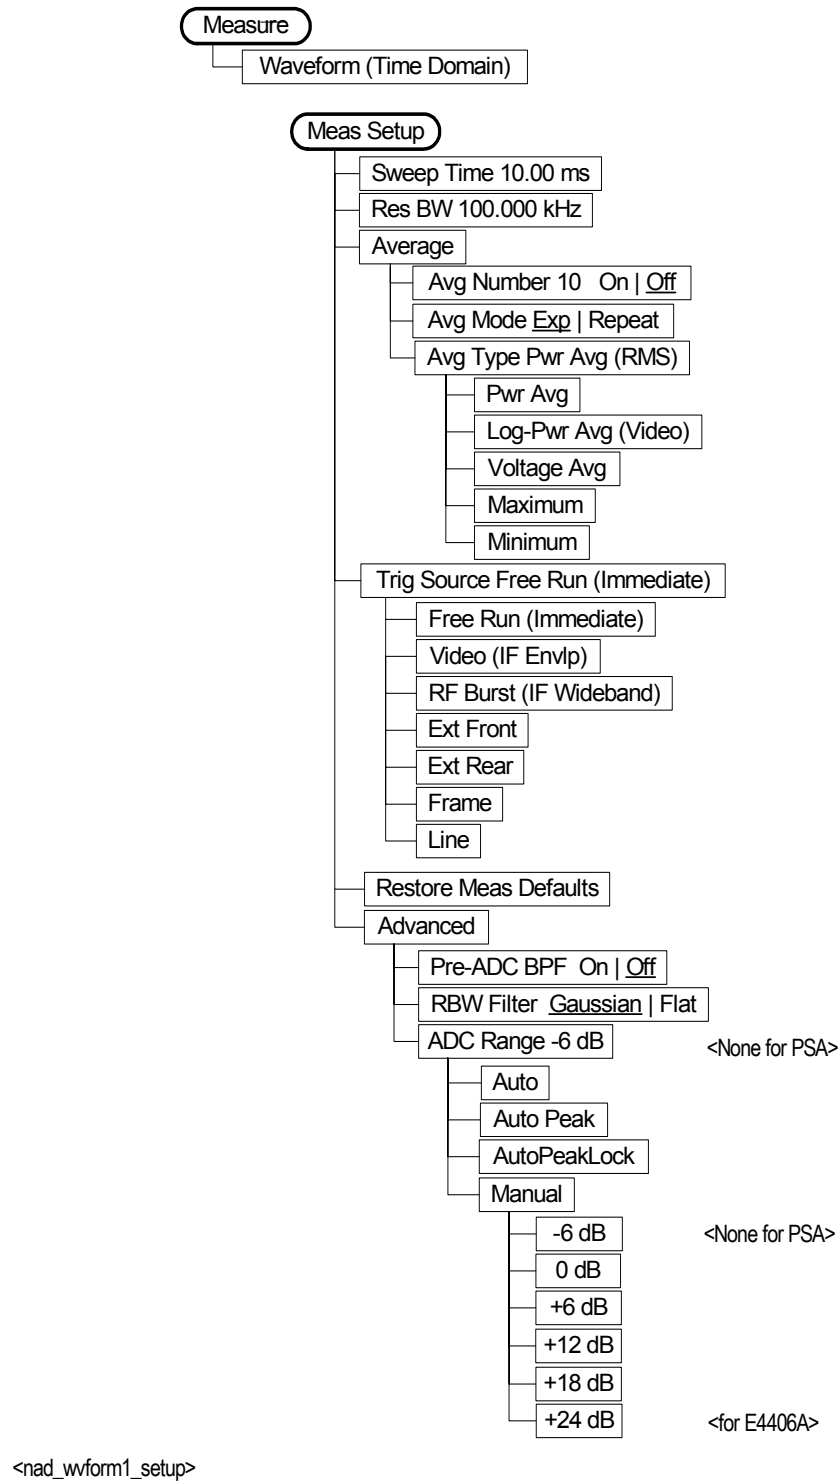 Measure
Waveform (Time Domain)
Meas Setup
Sweep Time 10.00 ms
Res BW 100.000 kHz
Average
Avg Number 10 On | Off
Avg Mode Exp | Repeat
Avg Type Pwr Avg (RMS)
Pwr Avg
Log-Pwr Avg (Video)
Voltage Avg
Maximum
Minimum
Trig Source Free Run (Immediate)
Free Run (Immediate)
Video (IF Envlp)
RF Burst (IF Wideband)
Ext Front
Ext Rear
Frame
Line
Restore Meas Defaults
Advanced
Pre-ADC BPF On | Off
RBW Filter Gaussian | Flat
ADC Range -6 dB <None for PSA>
Auto
Auto Peak
AutoPeakLock
Manual
-6 dB <None for PSA>
0 dB
+6 dB
+12 dB
+18 dB
+24 dB <for E4406A>
<nad_wvform1_setup>